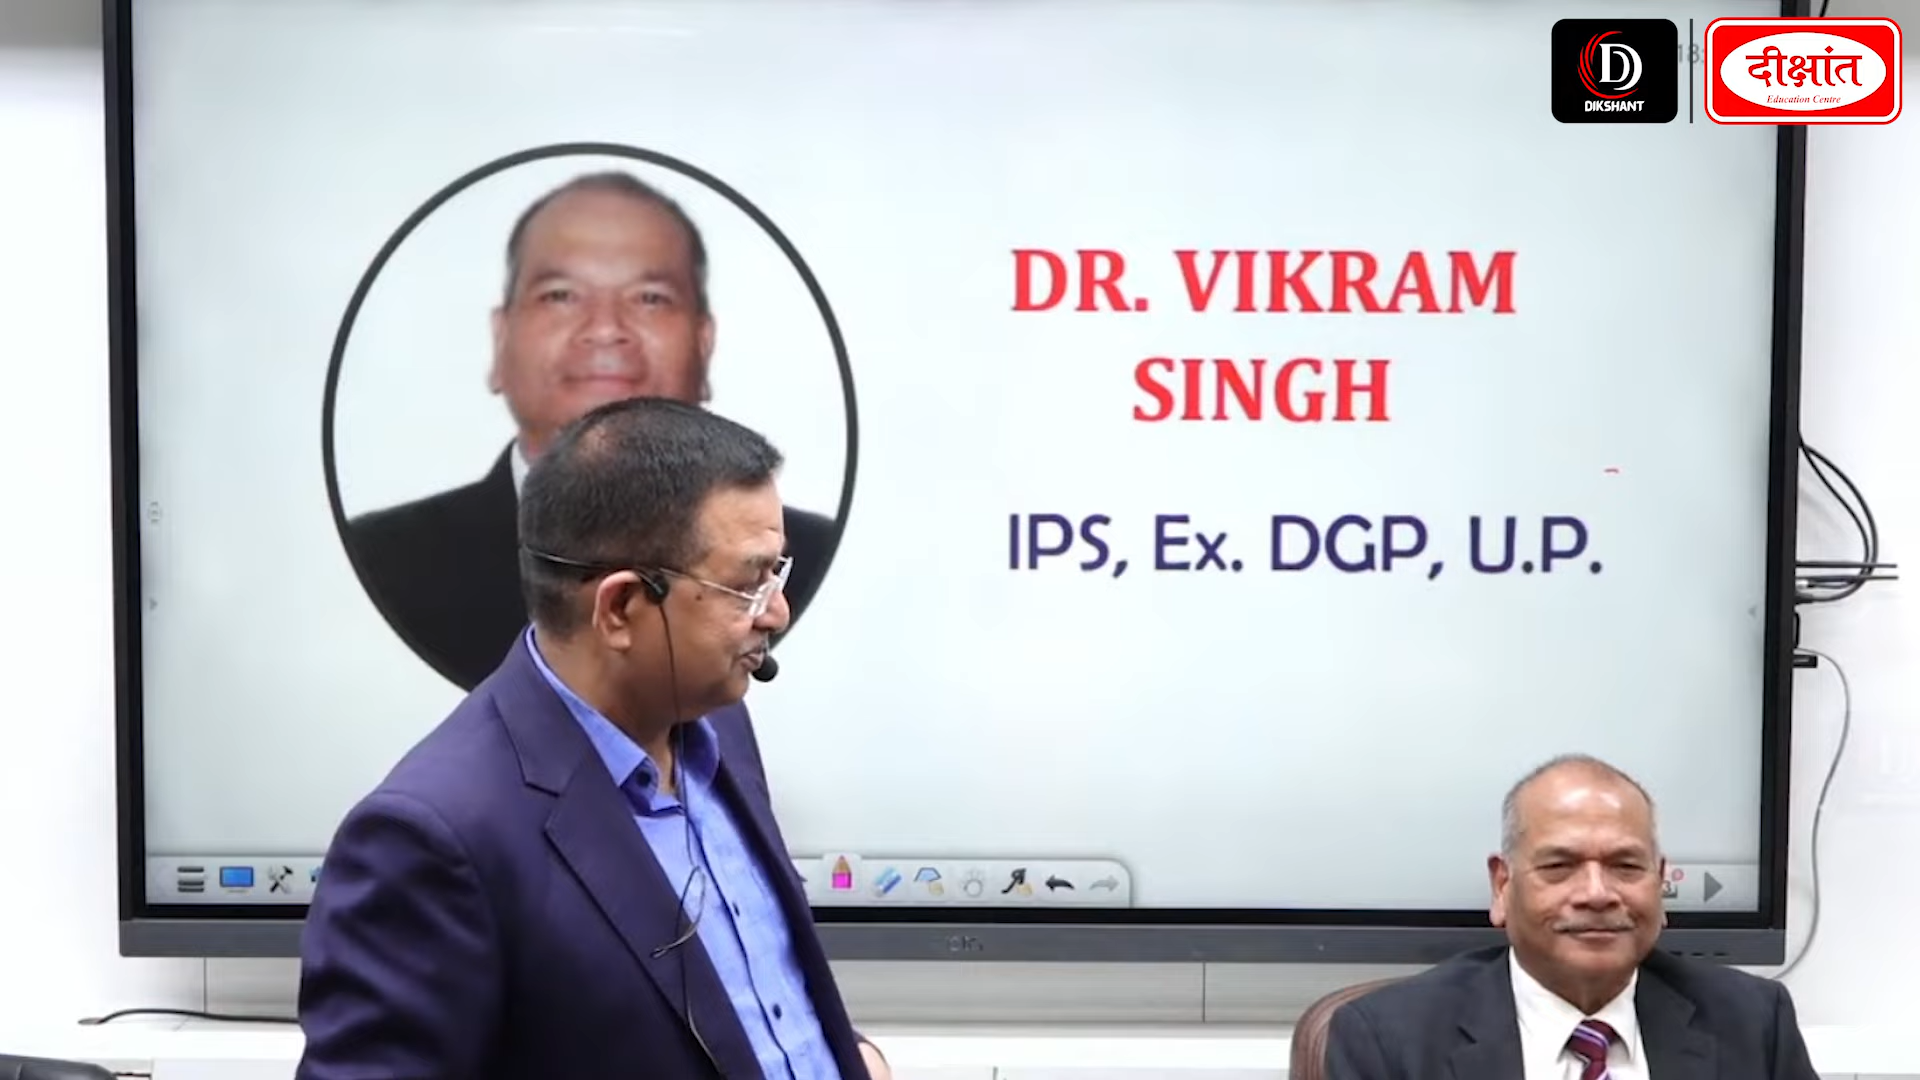 DIKSHANT
दीक्षांत
Education Centre
DR. VIKRAM
SINGH
IPS, Ex. DGP, U.P.